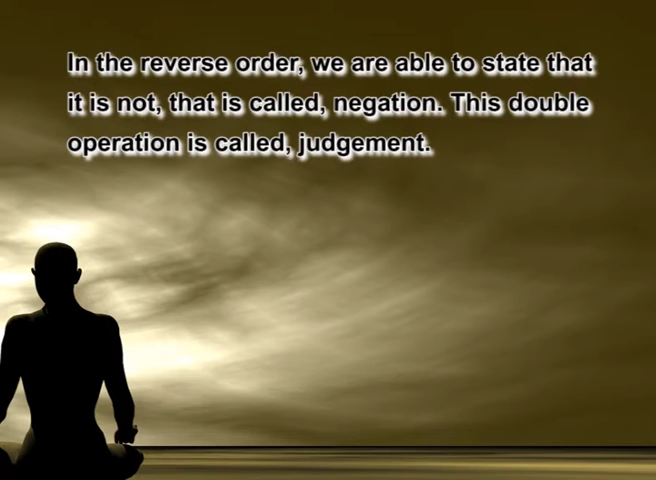 In the reverse order, we are able to state that
it is not, that is called, negation. This double
operation is called, judgement.